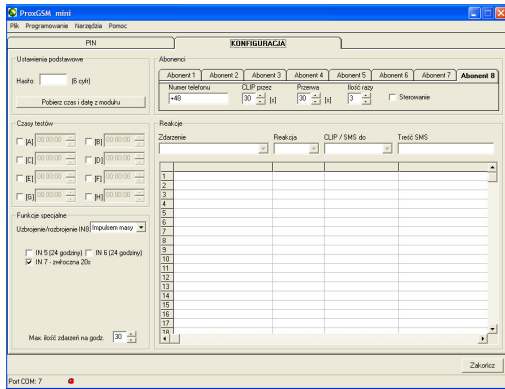 ProxGSM mini
Plik Programowanie Narzędzia Pomoc
PIN KONFIGURACJA
Ustawienia podstawowe
Hasło: (6 cyfr)
Pobierz czas i datę z modułu
Abonenci
Abonent 1 Abonent 2 Abonent 3 Abonent 4 Abonent 5 Abonent 6 Abonent 7 Abonent 8
Numer telefonu CLIP przez Przerwa Ilość razy
+48 30 [s] 30 [s] 3 Sterowanie
Czasy testów
[A] 00:00:00 [B] 00:00:00
[C] 00:00:00 [D] 00:00:00
[E] 00:00:00 [F] 00:00:00
[G] 00:00:00 [H] 00:00:00
Reakcje
Zdarzenie Reakcja CLIP / SMS do Treść SMS
1
2
3
4
5
6
7
8
9
10
11
12
13
14
15
16
17
18
Funkcje specjalne
Uzbrojenie/rozbrojenie IN8 Impulsem masy
IN 5 (24 godziny) IN 6 (24 godziny)
IN 7 - zwłoczna 20s
Max. ilość zdarzeń na godz. 30
Zakończ
Port COM: 7